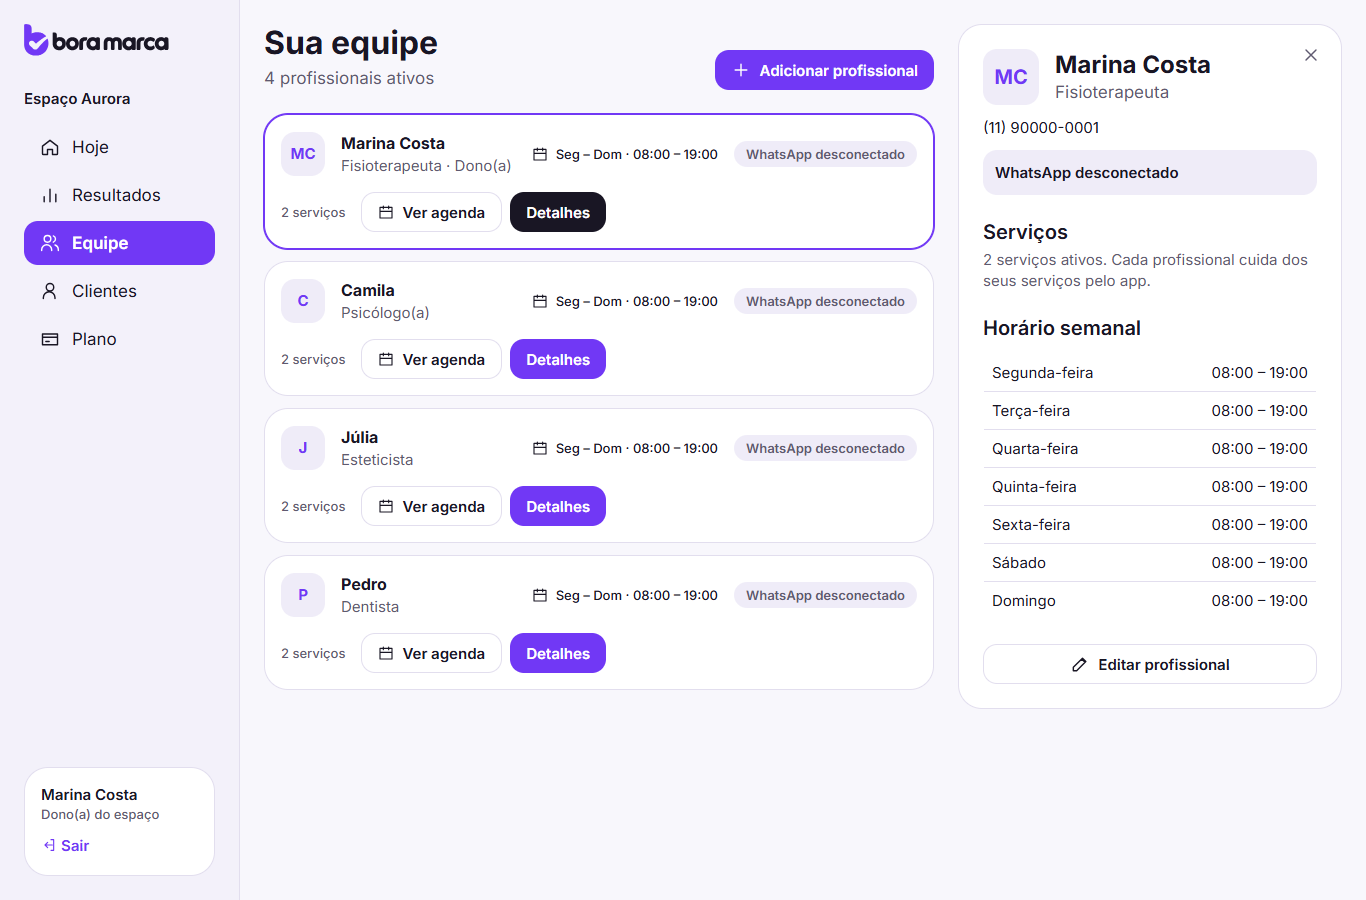 bora marca
Espaço Aurora
Hoje
Resultados
Equipe
Clientes
Plano
Marina Costa
Dono(a) do espaço
Sair
Sua equipe
4 profissionais ativos
Adicionar profissional
MC
Marina Costa
Fisioterapeuta · Dono(a)
Seg – Dom · 08:00 – 19:00
WhatsApp desconectado
2 serviços
Ver agenda
Detalhes
C
Camila
Psicólogo(a)
Seg – Dom · 08:00 – 19:00
WhatsApp desconectado
2 serviços
Ver agenda
Detalhes
J
Júlia
Esteticista
Seg – Dom · 08:00 – 19:00
WhatsApp desconectado
2 serviços
Ver agenda
Detalhes
P
Pedro
Dentista
Seg – Dom · 08:00 – 19:00
WhatsApp desconectado
2 serviços
Ver agenda
Detalhes
MC
Marina Costa
Fisioterapeuta
(11) 90000-0001
WhatsApp desconectado
Serviços
2 serviços ativos. Cada profissional cuida dos
seus serviços pelo app.
Horário semanal
Segunda-feira 08:00 – 19:00
Terça-feira 08:00 – 19:00
Quarta-feira 08:00 – 19:00
Quinta-feira 08:00 – 19:00
Sexta-feira 08:00 – 19:00
Sábado 08:00 – 19:00
Domingo 08:00 – 19:00
Editar profissional